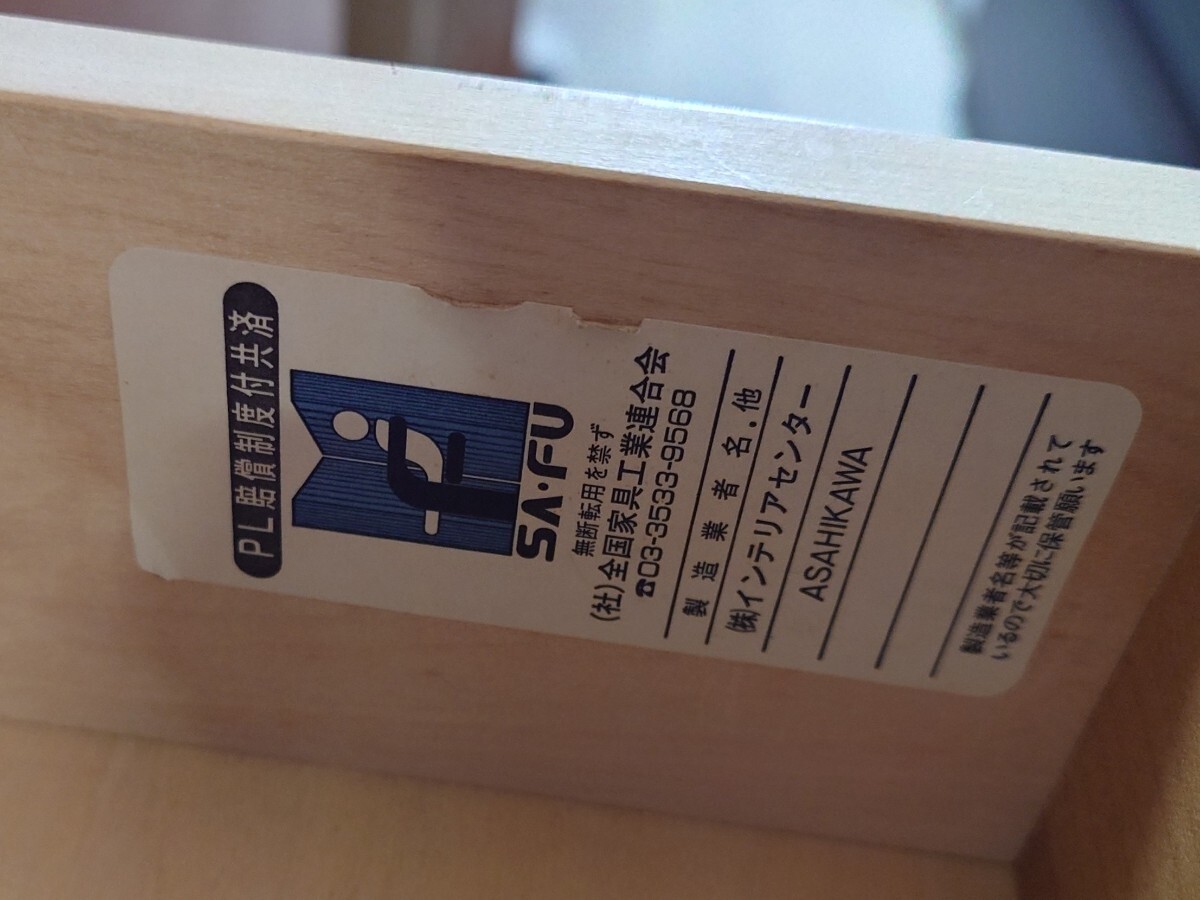 PL賠償制度付共済
SA・FU
無断転用を禁ず
(社)全国家具工業連合会
☎03-3533-9568
製造業者名.他
㈱インテリアセンター
ASAHIKAWA
製造業者名等が記載されて
いるので大切に保管願います